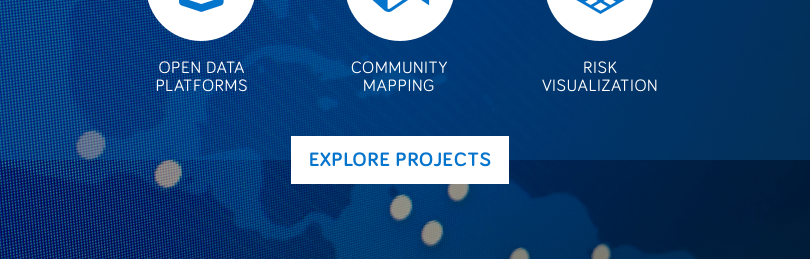 OPEN DATA
PLATFORMS
COMMUNITY
MAPPING
RISK
VISUALIZATION
EXPLORE PROJECTS